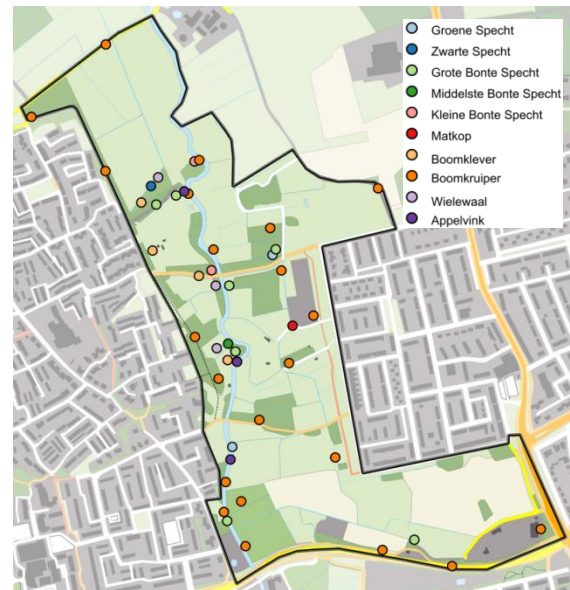 Groene Specht
Zwarte Specht
Grote Bonte Specht
Middelste Bonte Specht
Kleine Bonte Specht
Matkop
Boomklever
Boomkruiper
Wielewaal
Appelvink